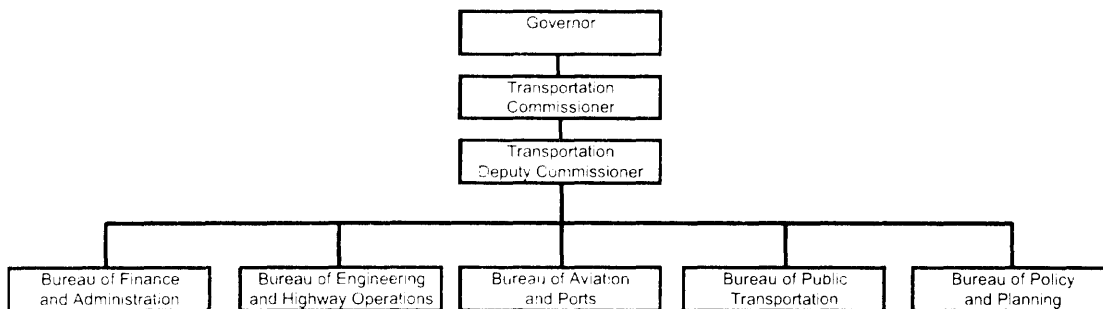 Governor
Transportation
Commissioner
Transportation
Deputy Commissioner
Bureau of Finance
and Administration
Bureau of Engineering
and Highway Operations
Bureau of Aviation
and Ports
Bureau of Public
Transportation
Bureau of Policy
and Planning